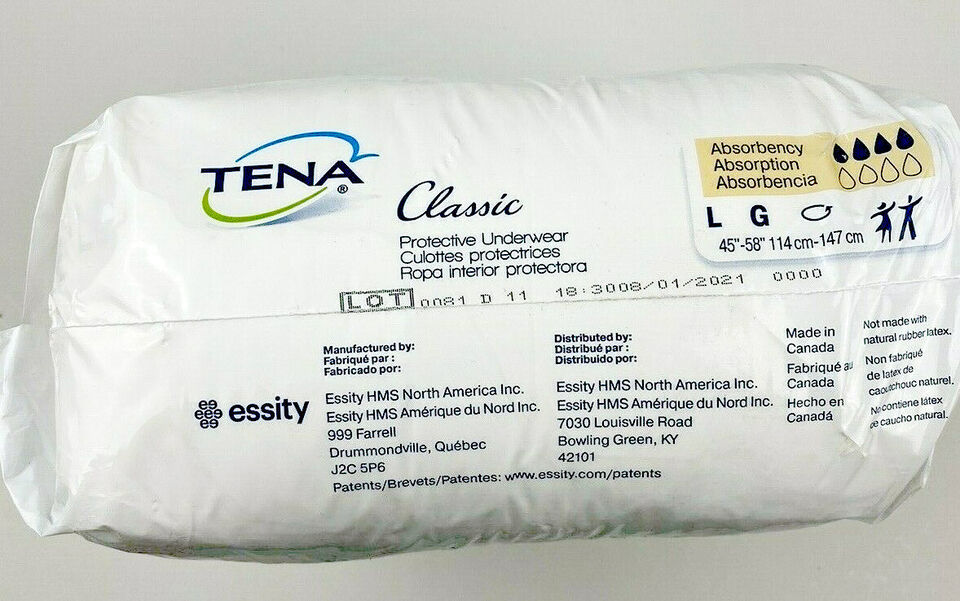 TENA®
Classic
Protective Underwear
Culottes protectrices
Ropa interior protectora
Absorbency
Absorption
Absorbencia
L G
45"-58" 114 cm-147 cm
LOT 0081 D 11 18:3008/01/2021 0000
essity
Manufactured by:
Fabriqué par :
Fabricado por:
Essity HMS North America Inc.
Essity HMS Amérique du Nord Inc.
999 Farrell
Drummondville, Québec
J2C 5P6
Patents/Brevets/Patentes: www.essity.com/patents
Distributed by:
Distribué par :
Distribuido por:
Essity HMS North America Inc.
Essity HMS Amérique du Nord Inc.
7030 Louisville Road
Bowling Green, KY
42101
Made in
Canada
Fabriqué au
Canada
Hecho en
Canadá
Not made with
natural rubber latex.
Non fabriqué
de latex de
caoutchouc naturel.
No contiene látex
de caucho natural.